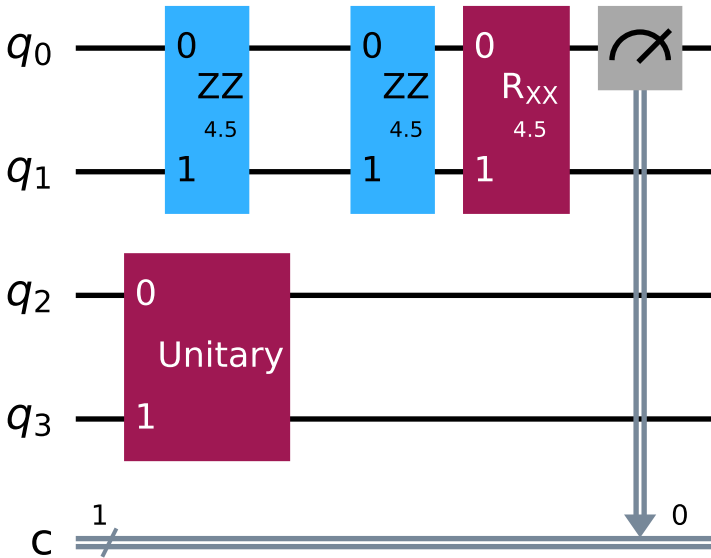 q0 0 0 0
ZZ ZZ RXX
4.5 4.5 4.5
q1 1 1 1
q2 0
Unitary
q3 1
1 0
c